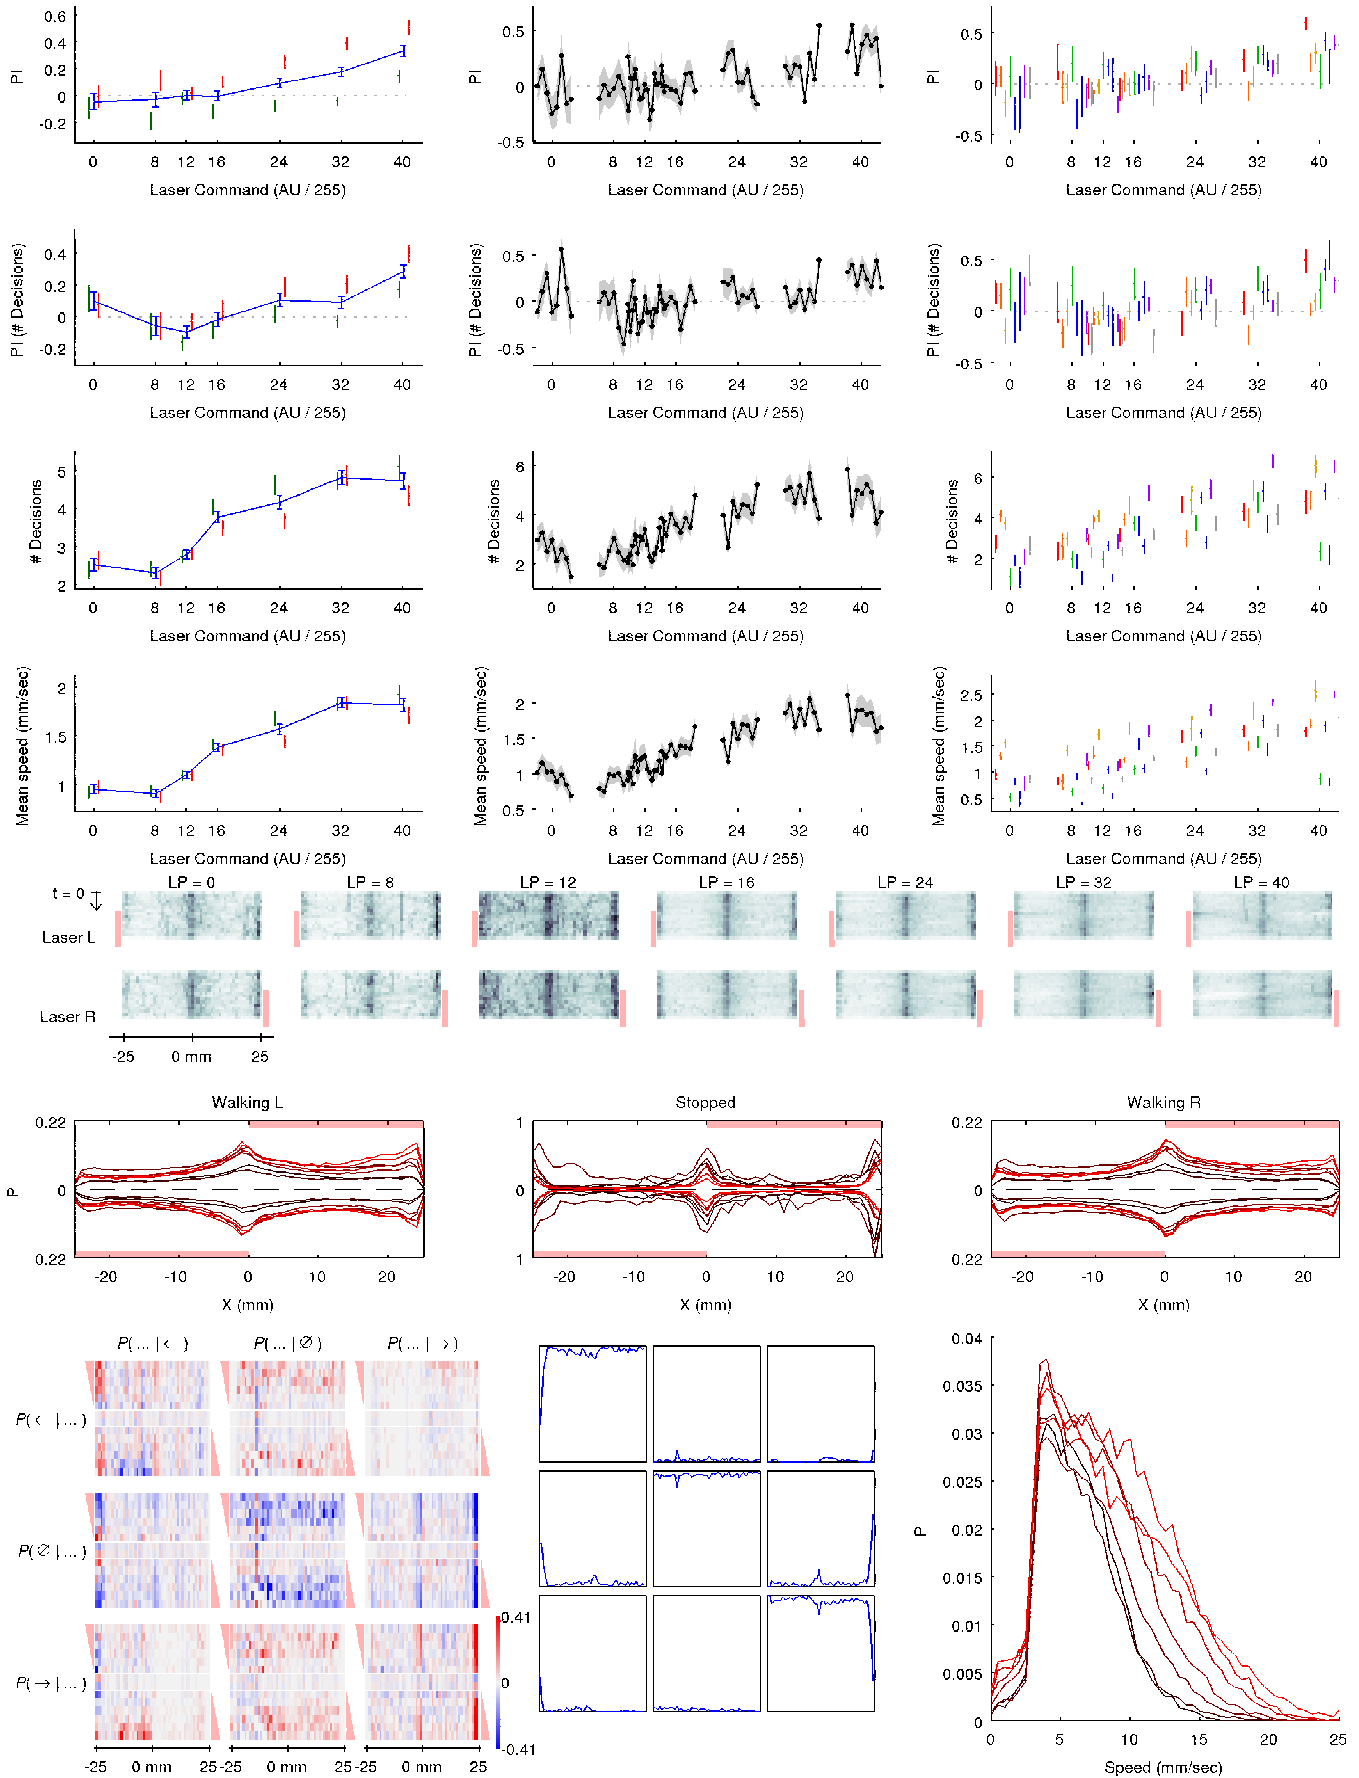 0.6
0.4
0.2
0
-0.2
PI
0 8 12 16 24 32 40
Laser Command (AU / 255)
0.5
0
-0.5
PI
0 8 12 16 24 32 40
Laser Command (AU / 255)
0.5
0
-0.5
PI
0 8 12 16 24 32 40
Laser Command (AU / 255)
0.4
0.2
0
-0.2
PI (# Decisions)
0 8 12 16 24 32 40
Laser Command (AU / 255)
0.5
0
-0.5
PI (# Decisions)
0 8 12 16 24 32 40
Laser Command (AU / 255)
0.5
0
-0.5
PI (# Decisions)
0 8 12 16 24 32 40
Laser Command (AU / 255)
5
4
3
2
# Decisions
0 8 12 16 24 32 40
Laser Command (AU / 255)
6
4
2
# Decisions
0 8 12 16 24 32 40
Laser Command (AU / 255)
6
4
2
# Decisions
0 8 12 16 24 32 40
Laser Command (AU / 255)
2
1.5
1
Mean speed (mm/sec)
0 8 12 16 24 32 40
Laser Command (AU / 255)
2
1.5
1
0.5
Mean speed (mm/sec)
0 8 12 16 24 32 40
Laser Command (AU / 255)
2.5
2
1.5
1
0.5
Mean speed (mm/sec)
0 8 12 16 24 32 40
Laser Command (AU / 255)
LP = 0 LP = 8 LP = 12 LP = 16 LP = 24 LP = 32 LP = 40
t = 0
Laser L
Laser R
-25 0 mm 25
Walking L
0.22
0
0.22
P
-20 -10 0 10 20
X (mm)
Stopped
1
0
1
-20 0 20
X (mm)
Walking R
0.22
0
0.22
-20 -10 0 10 20
X (mm)
P( ... | ← ) P( ... | ∅ ) P( ... | → )
P( ← | ... )
P( ∅ | ... )
P( → | ... )
0.41
0
-0.41
-25 0 mm 25 -25 0 mm 25 -25 0 mm 25
0.04
0.035
0.03
0.025
0.02
0.015
0.01
0.005
0
P
0 5 10 15 20 25
Speed (mm/sec)